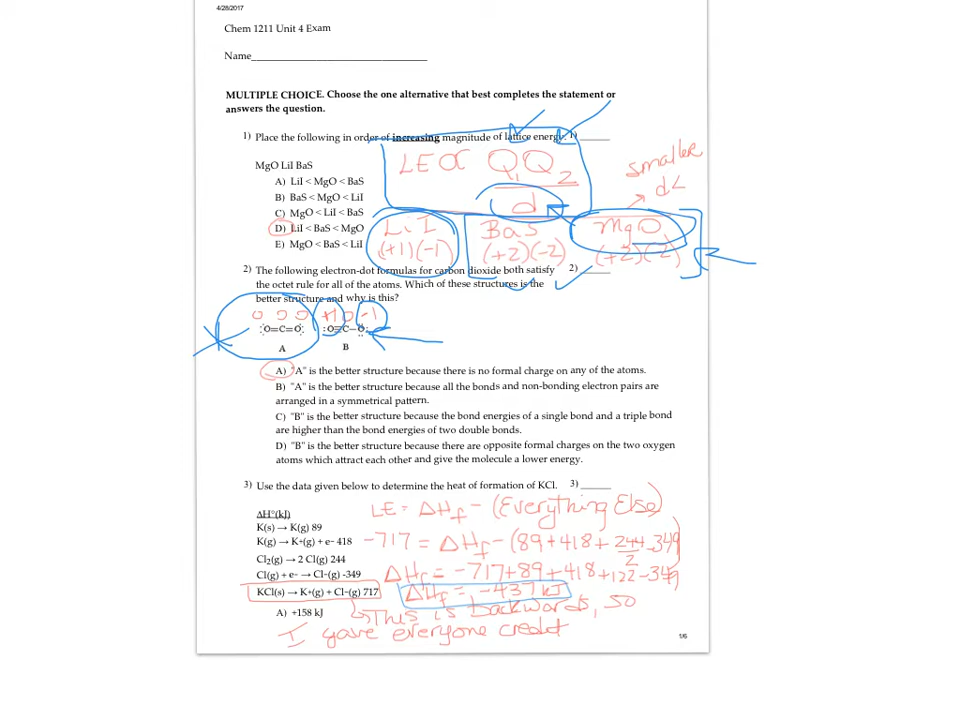 4/28/2017
Chem 1211 Unit 4 Exam
Name
MULTIPLE CHOICE. Choose the one alternative that best completes the statement or
answers the question.
1) Place the following in order of increasing magnitude of lattice energy. 1)
LE ∝ Q1Q2
d
smaller
d <
MgO LiI BaS
A) LiI < MgO < BaS
B) BaS < MgO < LiI
C) MgO < LiI < BaS
D) LiI < BaS < MgO
E) MgO < BaS < LiI
LiI BaS MgO
(+1)(-1) (+2)(-2) (+2)(-2)
2) The following electron-dot formulas for carbon dioxide both satisfy 2)
the octet rule for all of the atoms. Which of these structures is the
better structure and why is this?
0 0 0 +1 0 -1
:O=C=O: :O≡C–O:
A B
A) "A" is the better structure because there is no formal charge on any of the atoms.
B) "A" is the better structure because all the bonds and non-bonding electron pairs are
arranged in a symmetrical pattern.
C) "B" is the better structure because the bond energies of a single bond and a triple bond
are higher than the bond energies of two double bonds.
D) "B" is the better structure because there are opposite formal charges on the two oxygen
atoms which attract each other and give the molecule a lower energy.
3) Use the data given below to determine the heat of formation of KCl. 3)
LE = ΔHf - (Everything Else)
ΔH°(kJ)
K(s) → K(g) 89
K(g) → K+(g) + e- 418
Cl2(g) → 2 Cl(g) 244
Cl(g) + e- → Cl-(g) -349
KCl(s) → K+(g) + Cl-(g) 717
-717 = ΔHf - (89+418+244/2-349)
ΔHf = -717+89+418+122-349
ΔHf = -437 kJ
A) +158 kJ
This is backwards, so
I gave everyone credit
1/6